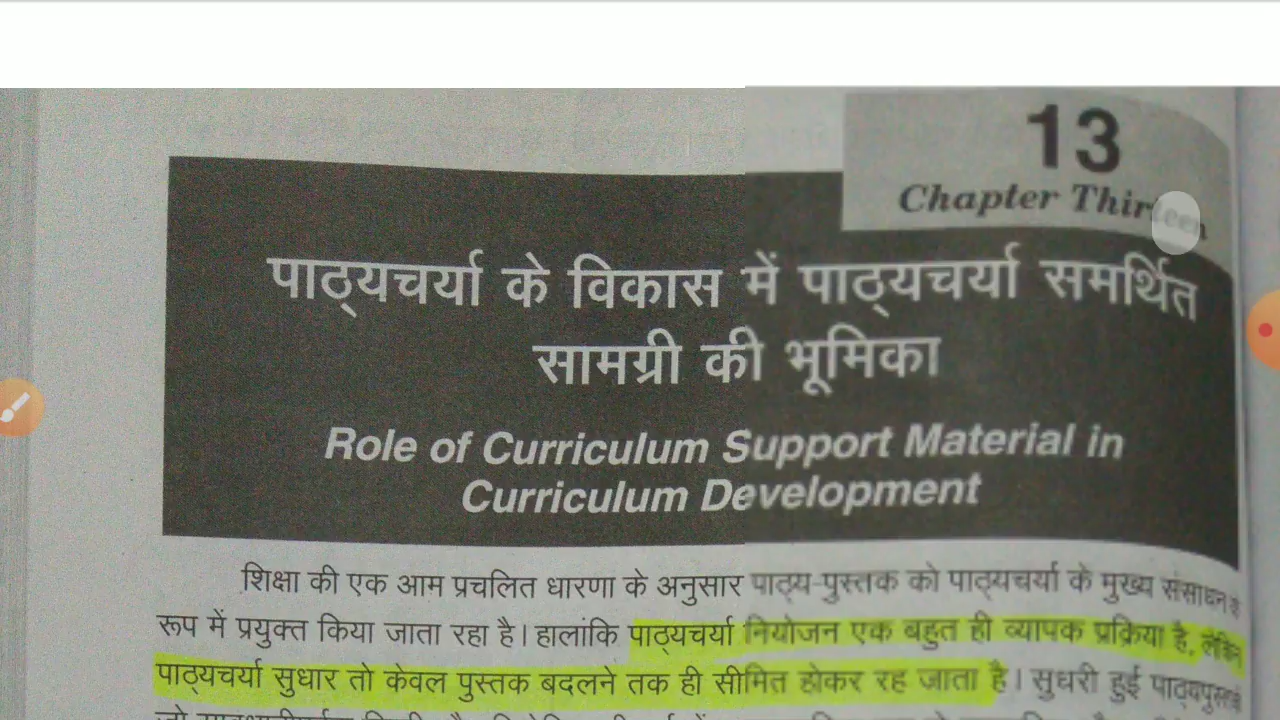 13
Chapter Thirteen
पाठ्यचर्या के विकास में पाठ्यचर्या समर्थित
सामग्री की भूमिका
Role of Curriculum Support Material in
Curriculum Development
शिक्षा की एक आम प्रचलित धारणा के अनुसार पाठ्य-पुस्तक को पाठ्यचर्या के मुख्य संसाधन के
रूप में प्रयुक्त किया जाता रहा है। हालांकि पाठ्यचर्या नियोजन एक बहुत ही व्यापक प्रक्रिया है, लेकिन
पाठ्यचर्या सुधार तो केवल पुस्तक बदलने तक ही सीमित होकर रह जाता है। सुधरी हुई